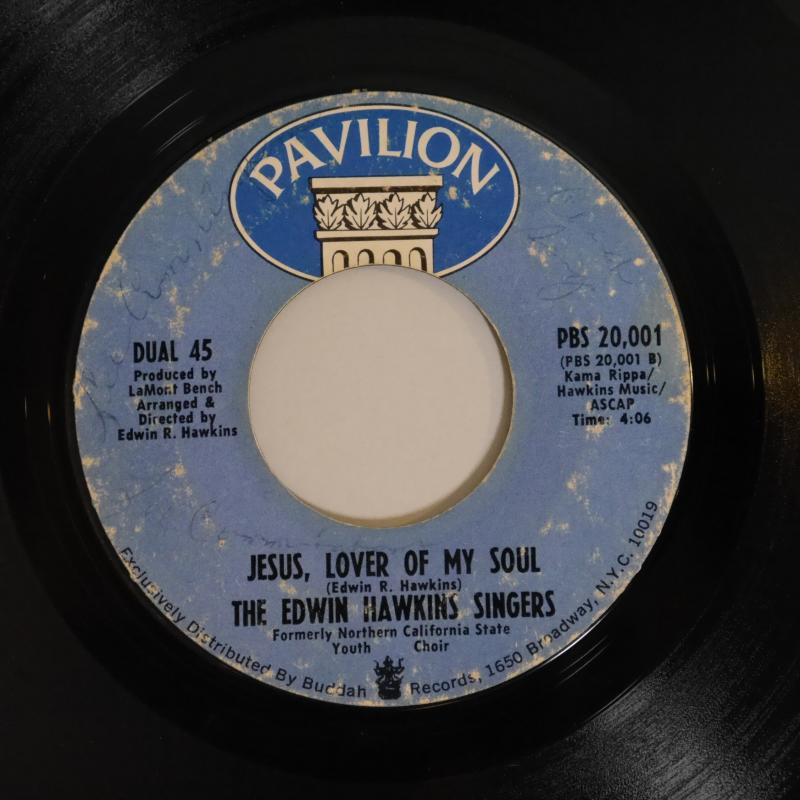 PAVILION
DUAL 45
Produced by
LaMont Bench
Arranged &
Directed by
Edwin R. Hawkins
PBS 20,001
(PBS 20,001 B)
Kama Rippa/
Hawkins Music/
ASCAP
Time: 4:06
JESUS, LOVER OF MY SOUL
(Edwin R. Hawkins)
THE EDWIN HAWKINS SINGERS
Formerly Northern California State
Youth Choir
Exclusively Distributed By Buddah Records, 1650 Broadway, N.Y.C. 10019